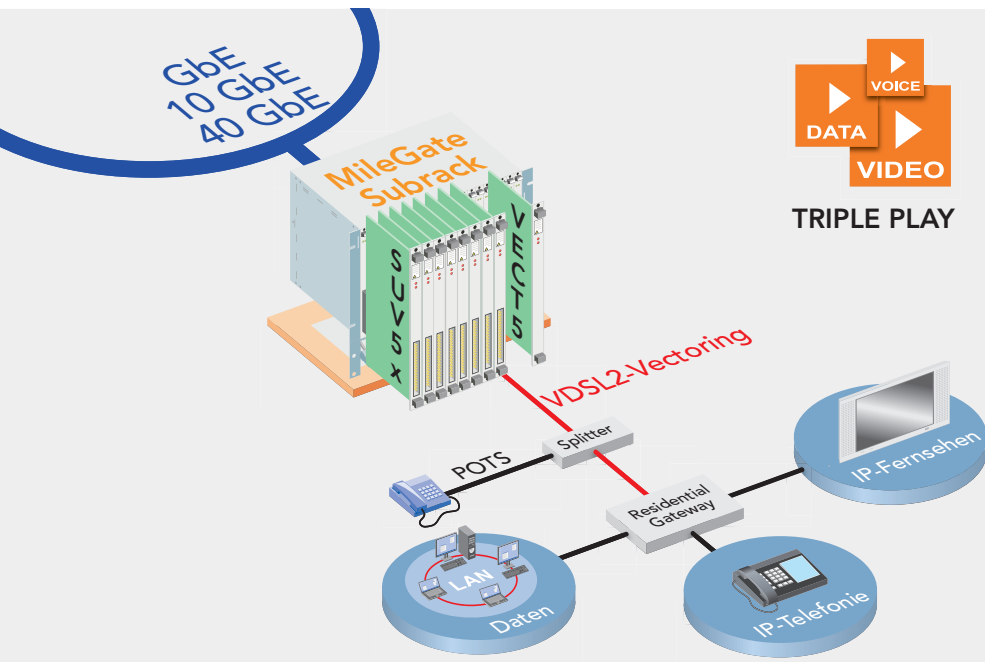 GbE
10 GbE
40 GbE
MileGate
Subrack
SUV5x
VECT5
VOICE
DATA
VIDEO
TRIPLE PLAY
VDSL2-Vectoring
Splitter
POTS
Residential
Gateway
IP-Fernsehen
LAN
Daten
IP-Telefonie